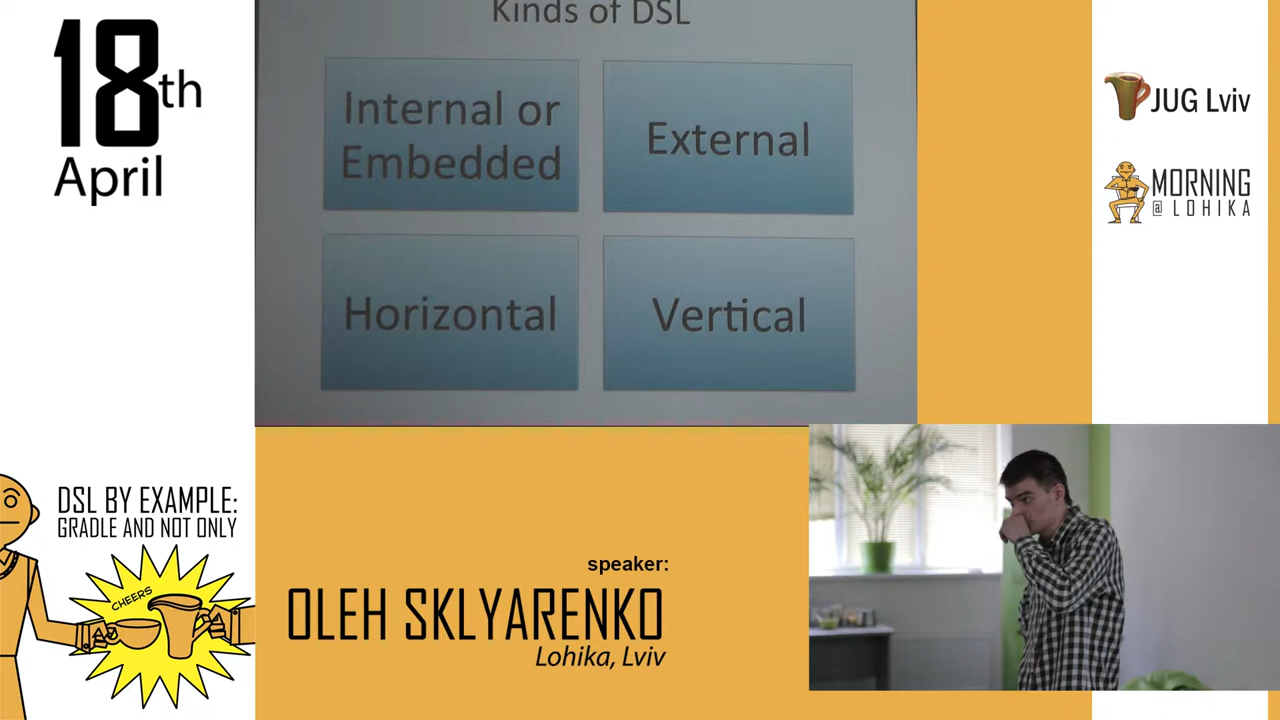 18th
April
Kinds of DSL
Internal or
Embedded
External
Horizontal
Vertical
JUG Lviv
MORNING
@ LOHIKA
DSL BY EXAMPLE:
GRADLE AND NOT ONLY
CHEERS
speaker:
OLEH SKLYARENKO
Lohika, Lviv